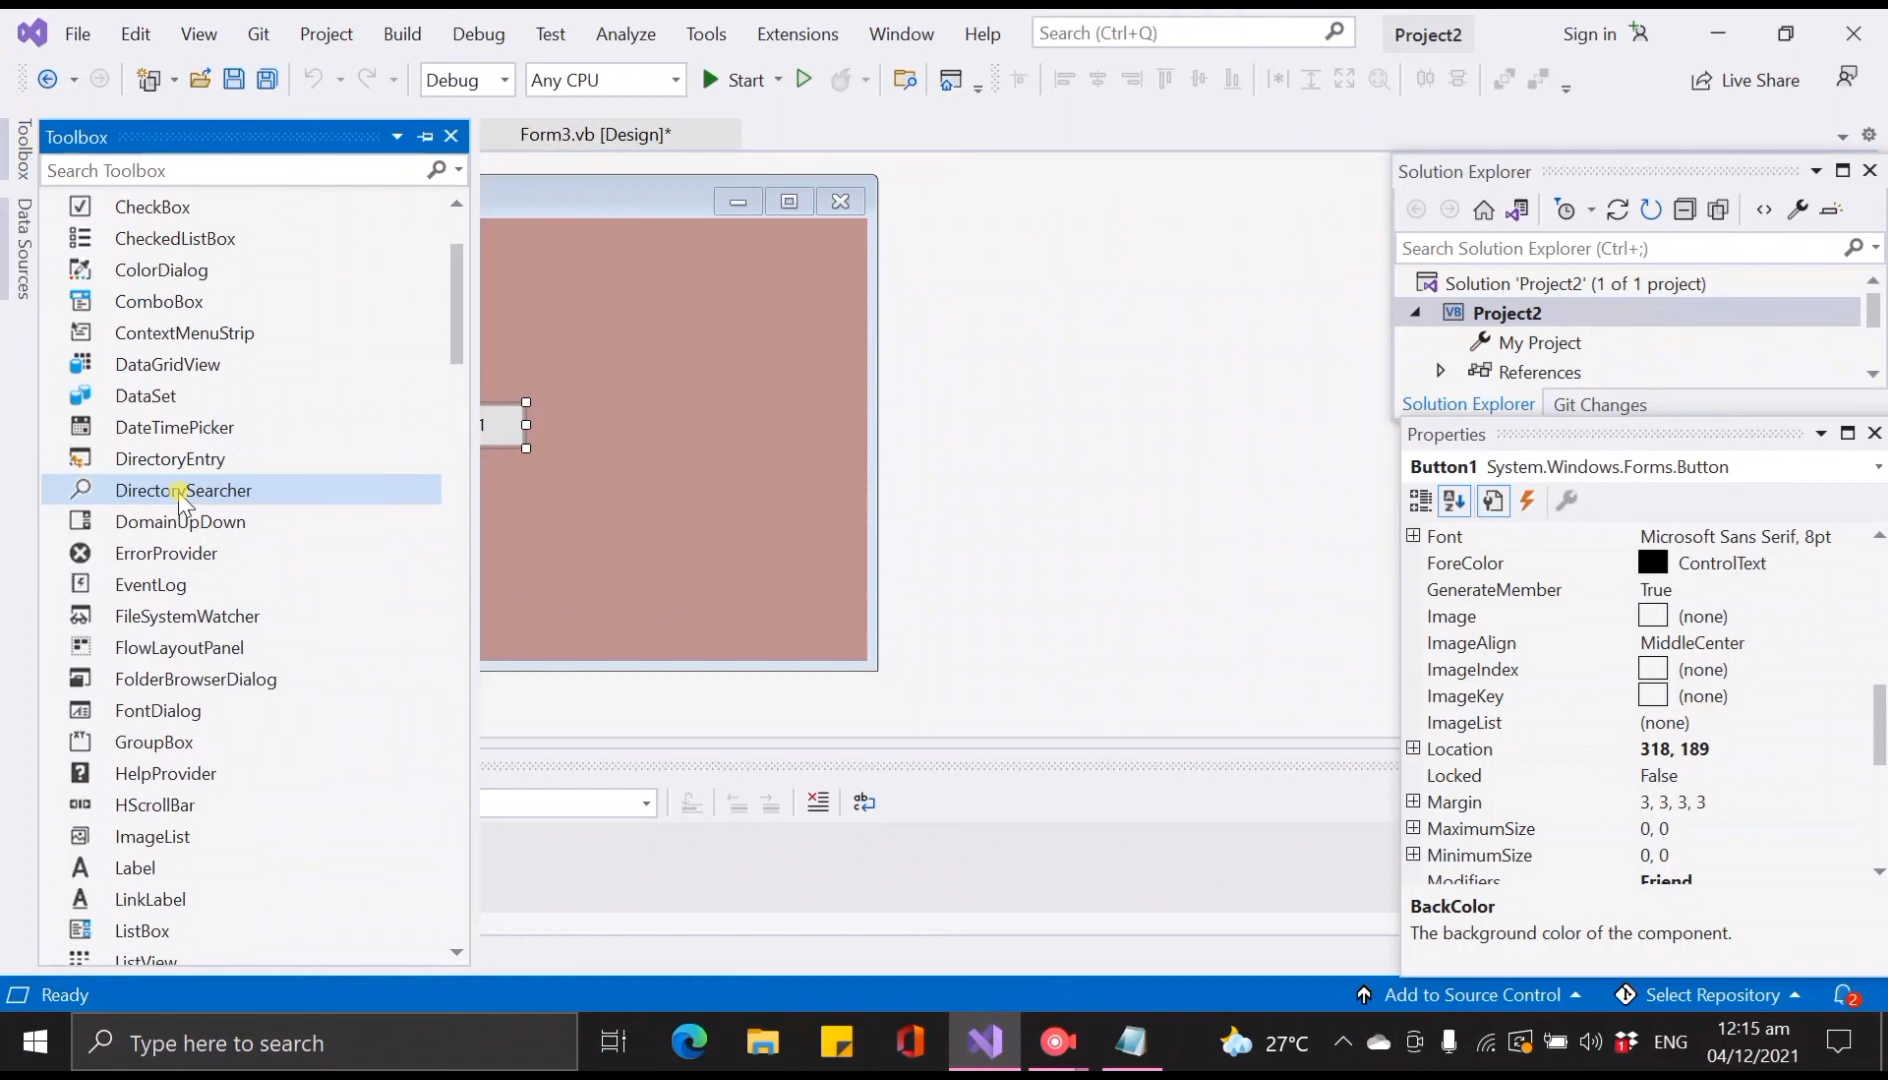 File Edit View Git Project Build Debug Test Analyze Tools Extensions Window Help Search (Ctrl+Q) Project2 Sign in
Debug Any CPU Start Live Share
Toolbox
Data Sources
Toolbox
Search Toolbox
CheckBox
CheckedListBox
ColorDialog
ComboBox
ContextMenuStrip
DataGridView
DataSet
DateTimePicker
DirectoryEntry
DirectorySearcher
DomainUpDown
ErrorProvider
EventLog
FileSystemWatcher
FlowLayoutPanel
FolderBrowserDialog
FontDialog
GroupBox
HelpProvider
HScrollBar
ImageList
Label
LinkLabel
ListBox
ListView
Form3.vb [Design]*
1
Solution Explorer
Search Solution Explorer (Ctrl+;)
Solution 'Project2' (1 of 1 project)
VB Project2
My Project
References
Solution Explorer Git Changes
Properties
Button1 System.Windows.Forms.Button
Font Microsoft Sans Serif, 8pt
ForeColor ControlText
GenerateMember True
Image (none)
ImageAlign MiddleCenter
ImageIndex (none)
ImageKey (none)
ImageList (none)
Location 318, 189
Locked False
Margin 3, 3, 3, 3
MaximumSize 0, 0
MinimumSize 0, 0
Modifiers Friend
BackColor
The background color of the component.
Ready Add to Source Control Select Repository 2
Type here to search 27°C 1 ENG 12:15 am
04/12/2021